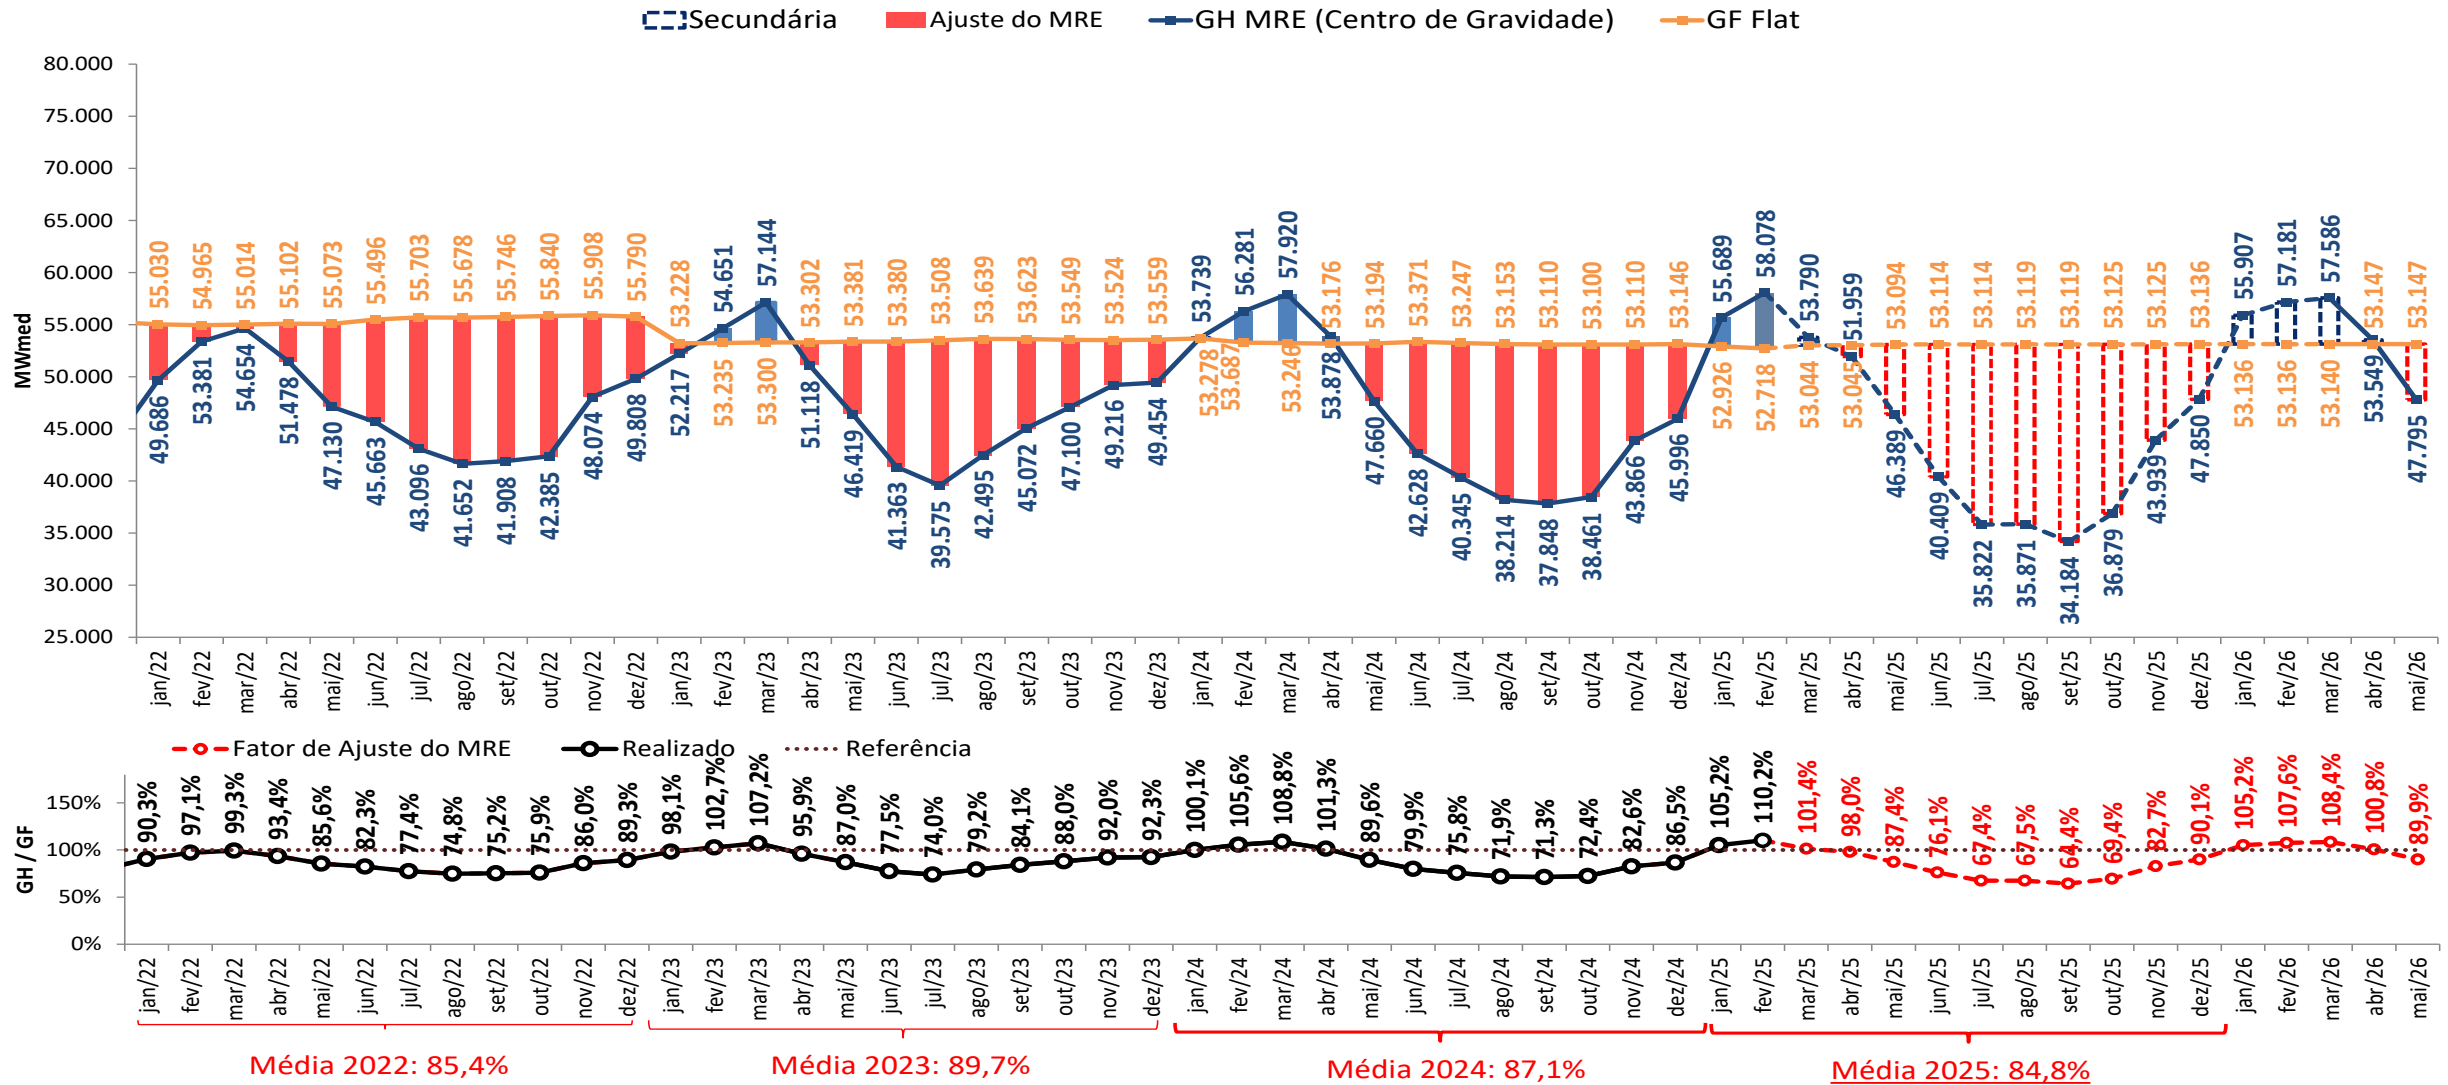 Secundária Ajuste do MRE GH MRE (Centro de Gravidade) GF Flat
80.000
75.000
70.000
65.000
60.000
55.000
50.000
45.000
40.000
35.000
30.000
25.000
MWmed
55.030 54.965 55.014 55.102 55.073 55.496 55.703 55.678 55.746 55.840 55.908 55.790 53.228 53.235 53.300 53.302 53.381 53.380 53.508 53.639 53.623 53.549 53.524 53.559 53.278 53.687 53.246 53.176 53.194 53.371 53.247 53.153 53.110 53.100 53.110 53.146 52.926 52.718 53.044 53.045 53.094 53.114 53.114 53.119 53.119 53.125 53.125 53.136 53.136 53.136 53.140 53.147 53.147
49.686 53.381 54.654 51.478 47.130 45.663 43.096 41.652 41.908 42.385 48.074 49.808 52.217 54.651 57.144 51.118 46.419 41.363 39.575 42.495 45.072 47.100 49.216 49.454 53.739 56.281 57.920 53.878 47.660 42.628 40.345 38.214 37.848 38.461 43.866 45.996 55.689 58.078 53.790 51.959 46.389 40.409 35.822 35.871 34.184 36.879 43.939 47.850 55.907 57.181 57.586 53.549 47.795
jan/22 fev/22 mar/22 abr/22 mai/22 jun/22 jul/22 ago/22 set/22 out/22 nov/22 dez/22 jan/23 fev/23 mar/23 abr/23 mai/23 jun/23 jul/23 ago/23 set/23 out/23 nov/23 dez/23 jan/24 fev/24 mar/24 abr/24 mai/24 jun/24 jul/24 ago/24 set/24 out/24 nov/24 dez/24 jan/25 fev/25 mar/25 abr/25 mai/25 jun/25 jul/25 ago/25 set/25 out/25 nov/25 dez/25 jan/26 fev/26 mar/26 abr/26 mai/26
Fator de Ajuste do MRE Realizado Referência
150%
100%
50%
0%
GH / GF
90,3% 97,1% 99,3% 93,4% 85,6% 82,3% 77,4% 74,8% 75,2% 75,9% 86,0% 89,3% 98,1% 102,7% 107,2% 95,9% 87,0% 77,5% 74,0% 79,2% 84,1% 88,0% 92,0% 92,3% 100,1% 105,6% 108,8% 101,3% 89,6% 79,9% 75,8% 71,9% 71,3% 72,4% 82,6% 86,5% 105,2% 110,2% 101,4% 98,0% 87,4% 76,1% 67,4% 67,5% 64,4% 69,4% 82,7% 90,1% 105,2% 107,6% 108,4% 100,8% 89,9%
jan/22 fev/22 mar/22 abr/22 mai/22 jun/22 jul/22 ago/22 set/22 out/22 nov/22 dez/22 jan/23 fev/23 mar/23 abr/23 mai/23 jun/23 jul/23 ago/23 set/23 out/23 nov/23 dez/23 jan/24 fev/24 mar/24 abr/24 mai/24 jun/24 jul/24 ago/24 set/24 out/24 nov/24 dez/24 jan/25 fev/25 mar/25 abr/25 mai/25 jun/25 jul/25 ago/25 set/25 out/25 nov/25 dez/25 jan/26 fev/26 mar/26 abr/26 mai/26
Média 2022: 85,4% Média 2023: 89,7% Média 2024: 87,1% Média 2025: 84,8%